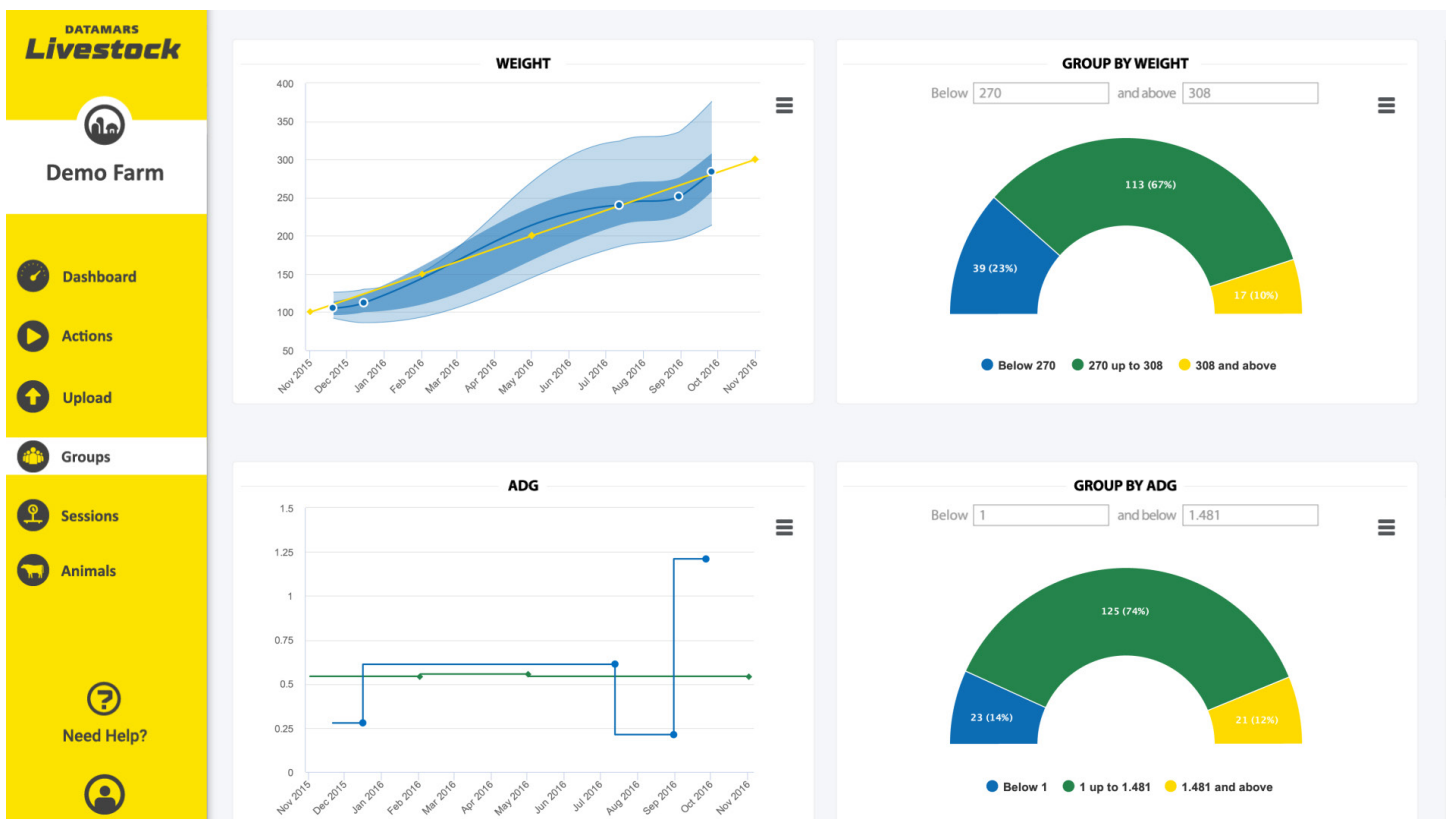 DATAMARS
Livestock
Demo Farm
Dashboard
Actions
Upload
Groups
Sessions
Animals
Need Help?
WEIGHT
400
350
300
250
200
150
100
50
Nov 2015
Dec 2015
Jan 2016
Feb 2016
Mar 2016
Apr 2016
May 2016
Jun 2016
Jul 2016
Aug 2016
Sep 2016
Oct 2016
Nov 2016
GROUP BY WEIGHT
Below 270 and above 308
113 (67%)
39 (23%)
17 (10%)
Below 270 270 up to 308 308 and above
ADG
1.5
1.25
1
0.75
0.5
0.25
0
Nov 2015
Dec 2015
Jan 2016
Feb 2016
Mar 2016
Apr 2016
May 2016
Jun 2016
Jul 2016
Aug 2016
Sep 2016
Oct 2016
Nov 2016
GROUP BY ADG
Below 1 and below 1.481
125 (74%)
23 (14%)
21 (12%)
Below 1 1 up to 1.481 1.481 and above